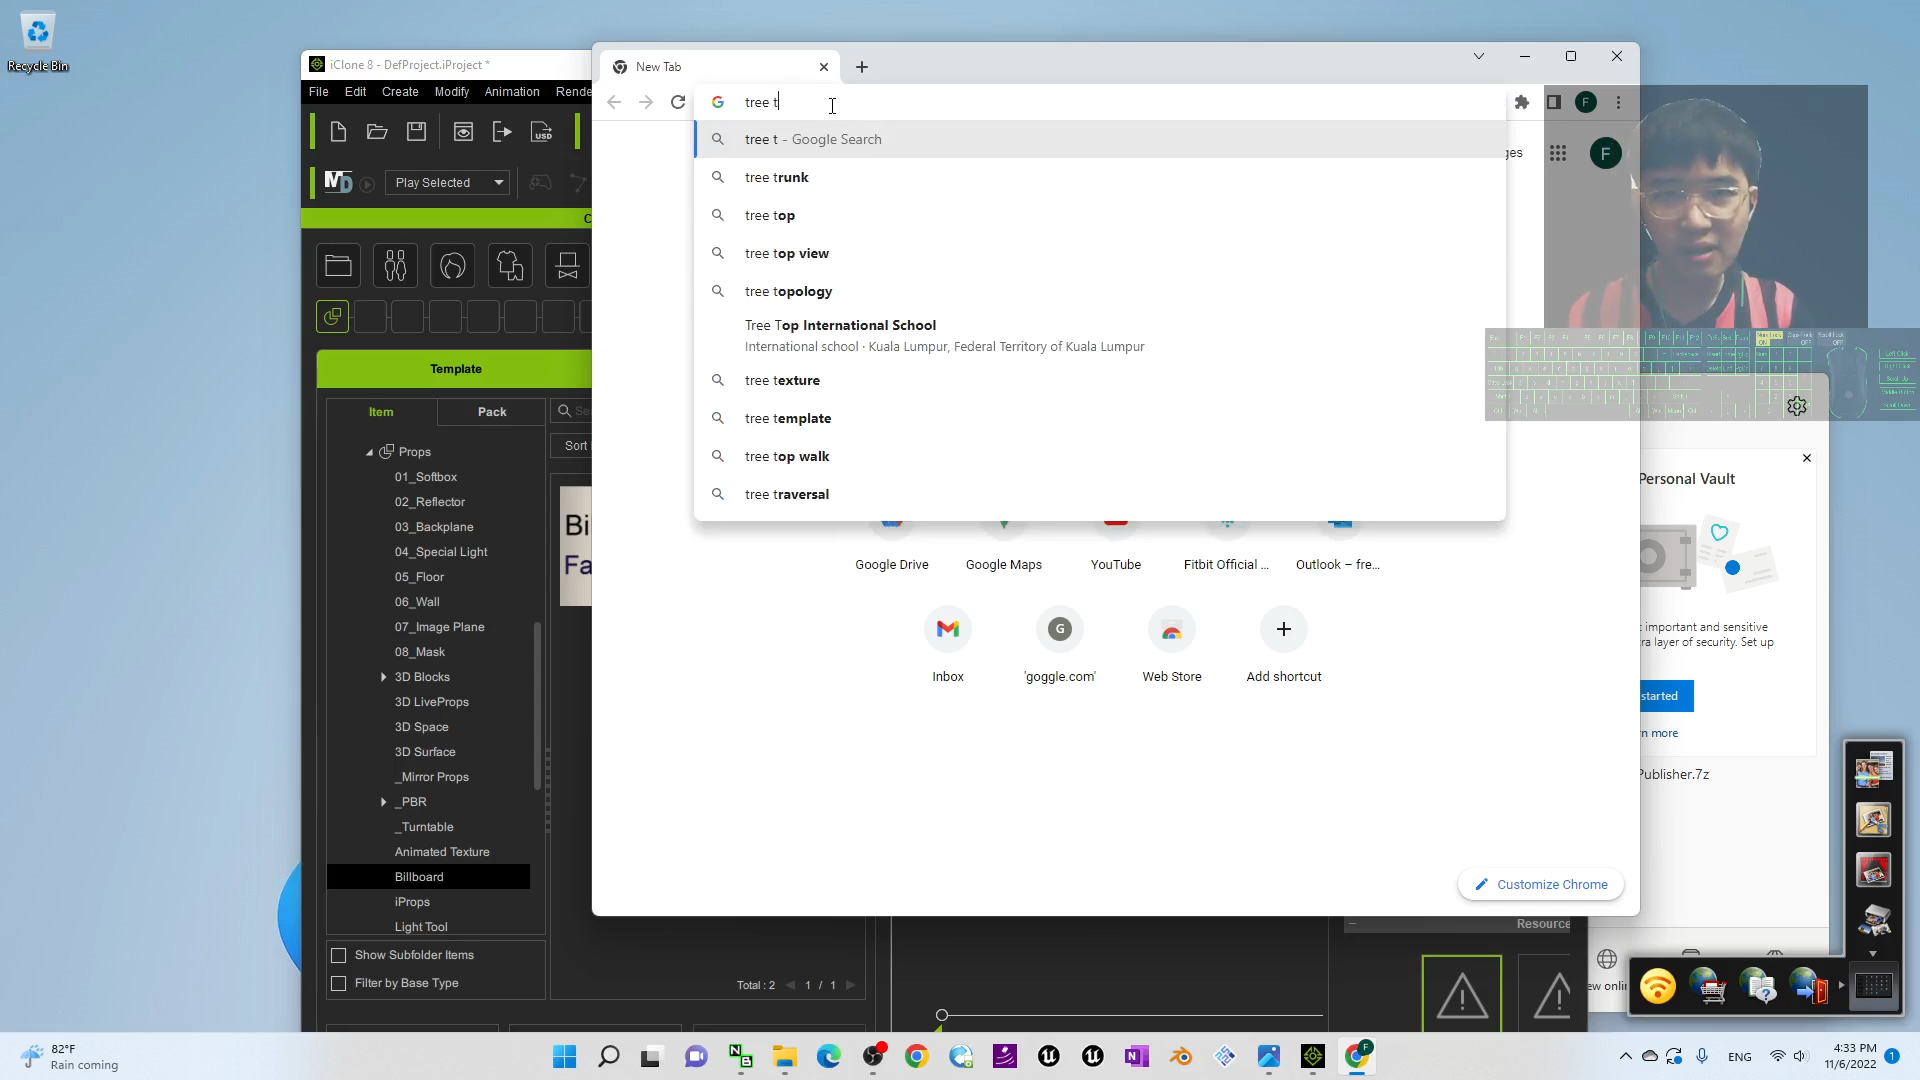 Recycle Bin
iClone 8 - DefProject.iProject *
File Edit Create Modify Animation Rende
Play Selected
Template
Item Pack
Sort
Props
01_Softbox
02_Reflector
03_Backplane
04_Special Light
05_Floor
06_Wall
07_Image Plane
08_Mask
3D Blocks
3D LiveProps
3D Space
3D Surface
_Mirror Props
_PBR
_Turntable
Animated Texture
Billboard
iProps
Light Tool
Show Subfolder Items
Filter by Base Type
Total : 2 1 / 1
New Tab
tree t
tree t - Google Search
tree trunk
tree top
tree top view
tree topology
Tree Top International School
International school · Kuala Lumpur, Federal Territory of Kuala Lumpur
tree texture
tree template
tree top walk
tree traversal
Google Drive Google Maps YouTube Fitbit Official ... Outlook – fre...
Inbox 'goggle.com' Web Store Add shortcut
Customize Chrome
Resource
Personal Vault
important and sensitive
layer of security. Set up
started
Publisher.7z
82°F
Rain coming
ENG
4:33 PM
11/6/2022
1